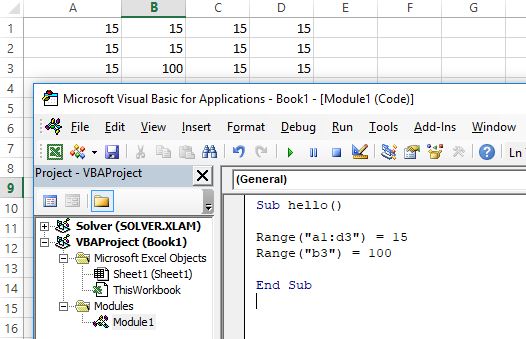 A B C D E F G
1 15 15 15 15
2 15 15 15 15
3 15 100 15 15
4
5
Microsoft Visual Basic for Applications - Book1 - [Module1 (Code)]
6
7 File Edit View Insert Format Debug Run Tools Add-Ins Window
8 Ln
9 Project - VBAProject
(General)
10 Sub hello()
11 Solver (SOLVER.XLAM)
Range("a1:d3") = 15
12 VBAProject (Book1)
Range("b3") = 100
13 Microsoft Excel Objects
Sheet1 (Sheet1)
14 ThisWorkbook
End Sub
15 Modules
16 Module1